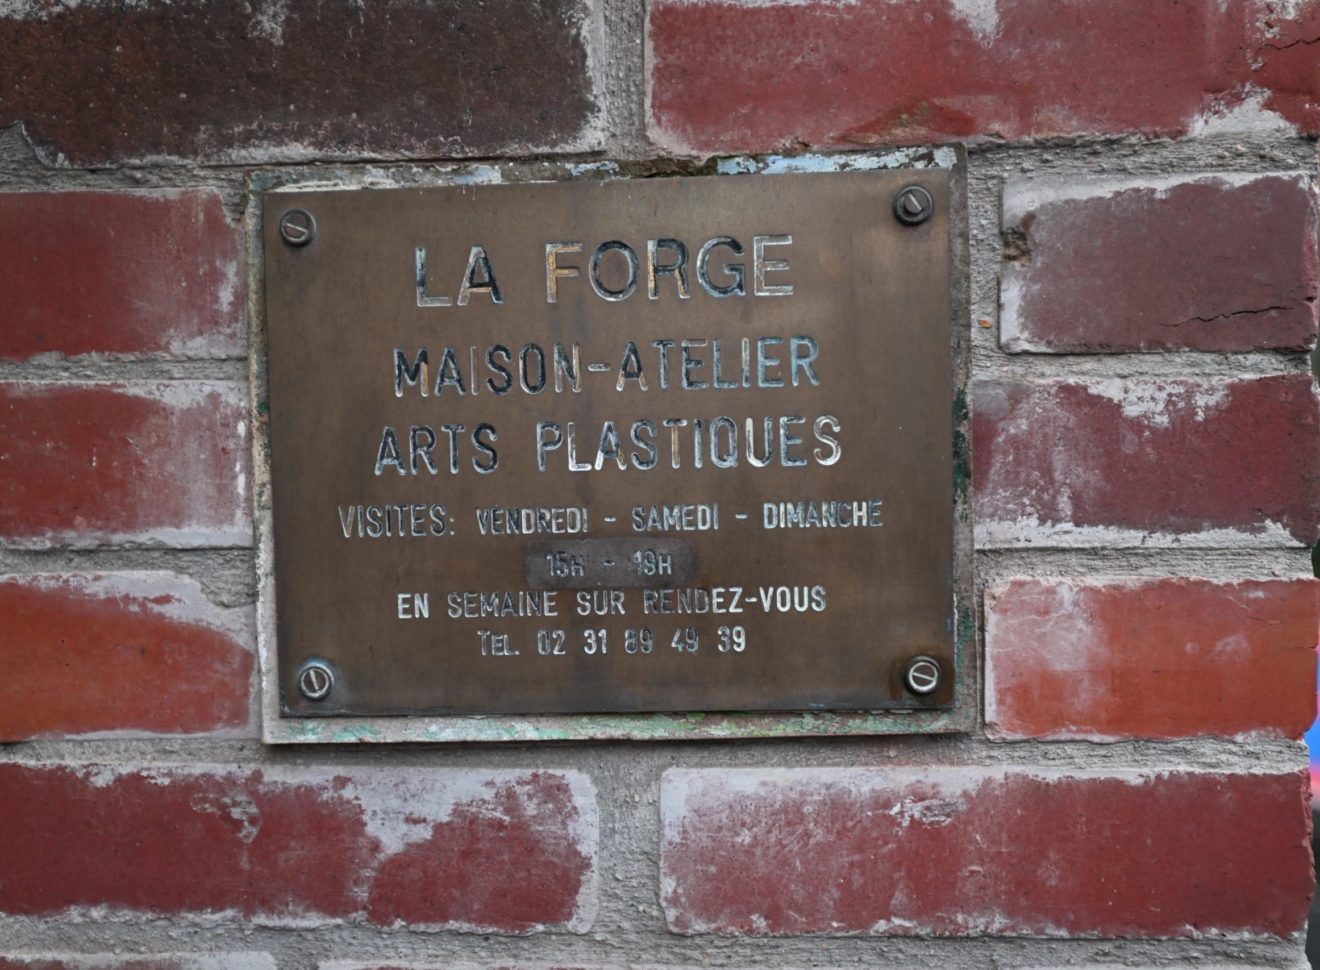 LA FORGE
MAISON-ATELIER
ARTS PLASTIQUES
VISITES: VENDREDI - SAMEDI - DIMANCHE
15H - 19H
EN SEMAINE SUR RENDEZ-VOUS
TEL. 02 31 89 49 39